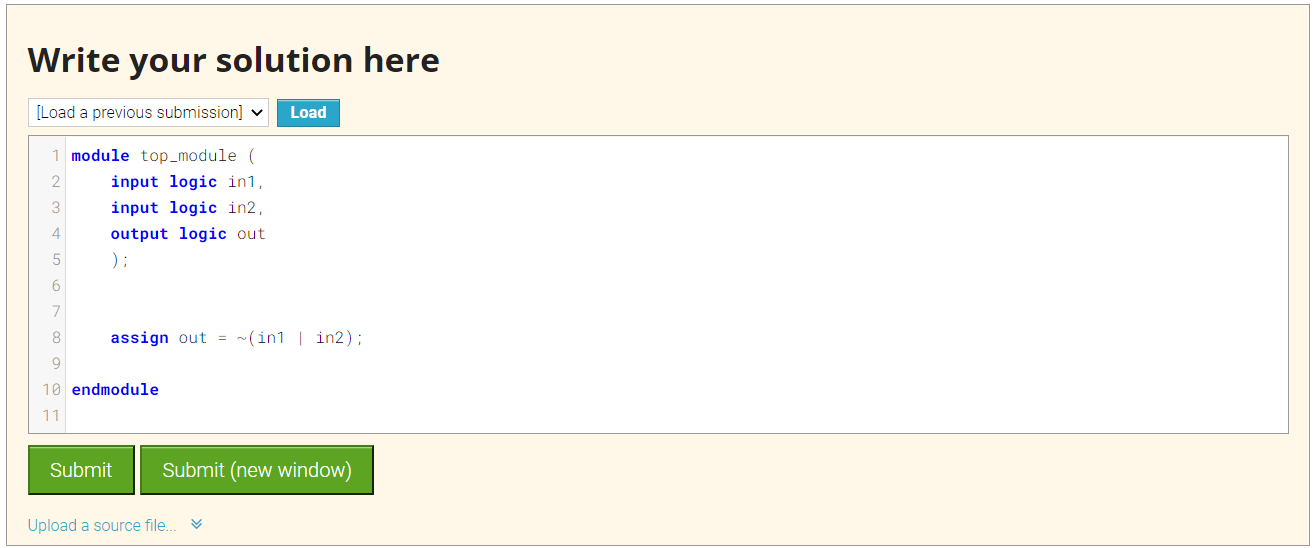 Write your solution here
[Load a previous submission] Load
1 module top_module (
2 input logic in1,
3 input logic in2,
4 output logic out
5 );
6
7
8 assign out = ~(in1 | in2);
9
10 endmodule
11
Submit Submit (new window)
Upload a source file...